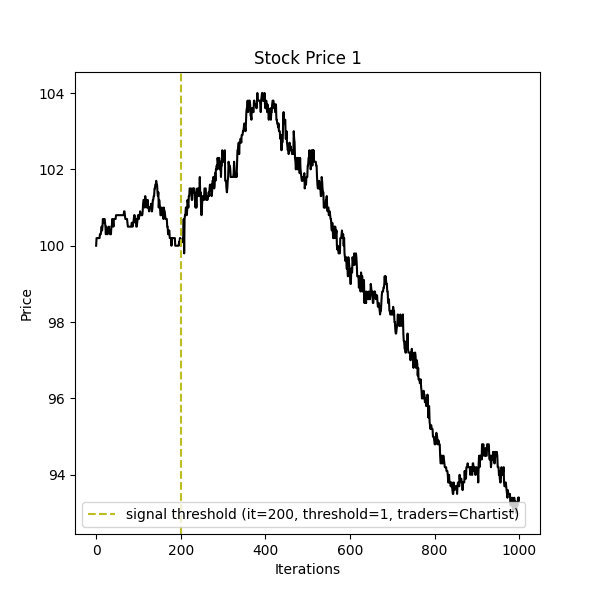 Stock Price 1
104
102
100
98
96
94
Price
signal threshold (it=200, threshold=1, traders=Chartist)
0 200 400 600 800 1000
Iterations